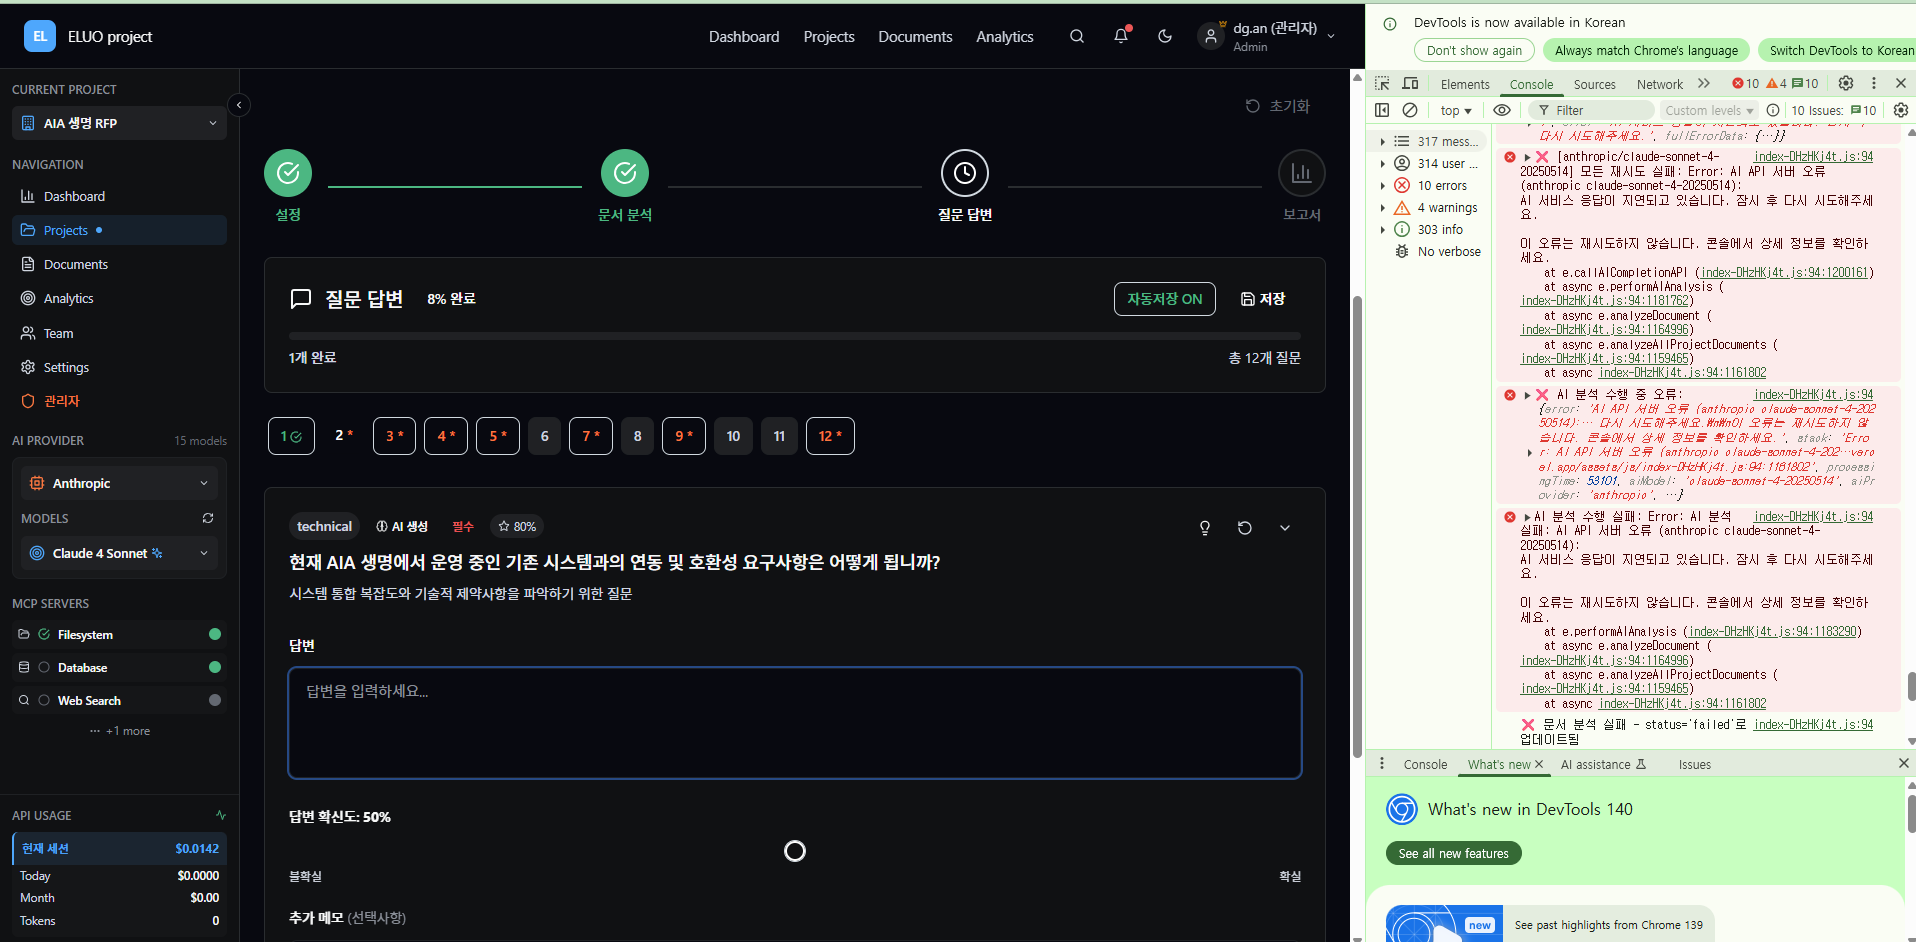 EL
ELUO project
Dashboard
Projects
Documents
Analytics
dg.an (관리자)
Admin
CURRENT PROJECT
AIA 생명 RFP
NAVIGATION
Dashboard
Projects
Documents
Analytics
Team
Settings
관리자
AI PROVIDER
15 models
Anthropic
MODELS
Claude 4 Sonnet
MCP SERVERS
Filesystem
Database
Web Search
··· +1 more
API USAGE
현재 세션 $0.0142
Today $0.0000
Month $0.00
Tokens 0
초기화
설정
문서 분석
질문 답변
보고서
질문 답변 8% 완료
자동저장 ON
저장
1개 완료
총 12개 질문
1
2 *
3 *
4 *
5 *
6
7 *
8
9 *
10
11
12 *
technical
AI 생성
필수
80%
현재 AIA 생명에서 운영 중인 기존 시스템과의 연동 및 호환성 요구사항은 어떻게 됩니까?
시스템 통합 복잡도와 기술적 제약사항을 파악하기 위한 질문
답변
답변을 입력하세요...
답변 확신도: 50%
불확실
확실
추가 메모 (선택사항)
DevTools is now available in Korean
Don't show again
Always match Chrome's language
Switch DevTools to Korean
Elements
Console
Sources
Network
10
4
10
top
Filter
Custom levels
10 Issues:
10
317 mess...
314 user ...
10 errors
4 warnings
303 info
No verbose
다시 시도해주세요.', fullErrorData: {…}}
[anthropic/claude-sonnet-4- index-DHzHKj4t.js:94
20250514] 모든 재시도 실패: Error: AI API 서버 오류
(anthropic claude-sonnet-4-20250514):
AI 서비스 응답이 지연되고 있습니다. 잠시 후 다시 시도해주세
요.
이 오류는 재시도하지 않습니다. 콘솔에서 상세 정보를 확인하
세요.
at e.callAICompletionAPI (index-DHzHKj4t.js:94:1200161)
at async e.performAIAnalysis (
index-DHzHKj4t.js:94:1181762)
at async e.analyzeDocument (
index-DHzHKj4t.js:94:1164996)
at async e.analyzeAllProjectDocuments (
index-DHzHKj4t.js:94:1159465)
at async index-DHzHKj4t.js:94:1161802
AI 분석 수행 중 오류: index-DHzHKj4t.js:94
{error: 'AI API 서버 오류 (anthropic claude-sonnet-4-202
50514):… 다시 시도해주세요.\n\n이 오류는 재시도하지 않
습니다. 콘솔에서 상세 정보를 확인하세요.', stack: 'Erro
r: AI API 서버 오류 (anthropic claude-sonnet-4-202…verc
el.app/assets/js/index-DHzHKj4t.js:94:1161802', processi
ngTime: 53101, aiModel: 'claude-sonnet-4-20250514', aiPr
ovider: 'anthropic', …}
AI 분석 수행 실패: Error: AI 분석 index-DHzHKj4t.js:94
실패: AI API 서버 오류 (anthropic claude-sonnet-4-
20250514):
AI 서비스 응답이 지연되고 있습니다. 잠시 후 다시 시도해주세
요.
이 오류는 재시도하지 않습니다. 콘솔에서 상세 정보를 확인하
세요.
at e.performAIAnalysis (index-DHzHKj4t.js:94:1183290)
at async e.analyzeDocument (
index-DHzHKj4t.js:94:1164996)
at async e.analyzeAllProjectDocuments (
index-DHzHKj4t.js:94:1159465)
at async index-DHzHKj4t.js:94:1161802
문서 분석 실패 - status='failed'로 index-DHzHKj4t.js:94
업데이트됨
Console
What's new
AI assistance
Issues
What's new in DevTools 140
See all new features
new
See past highlights from Chrome 139